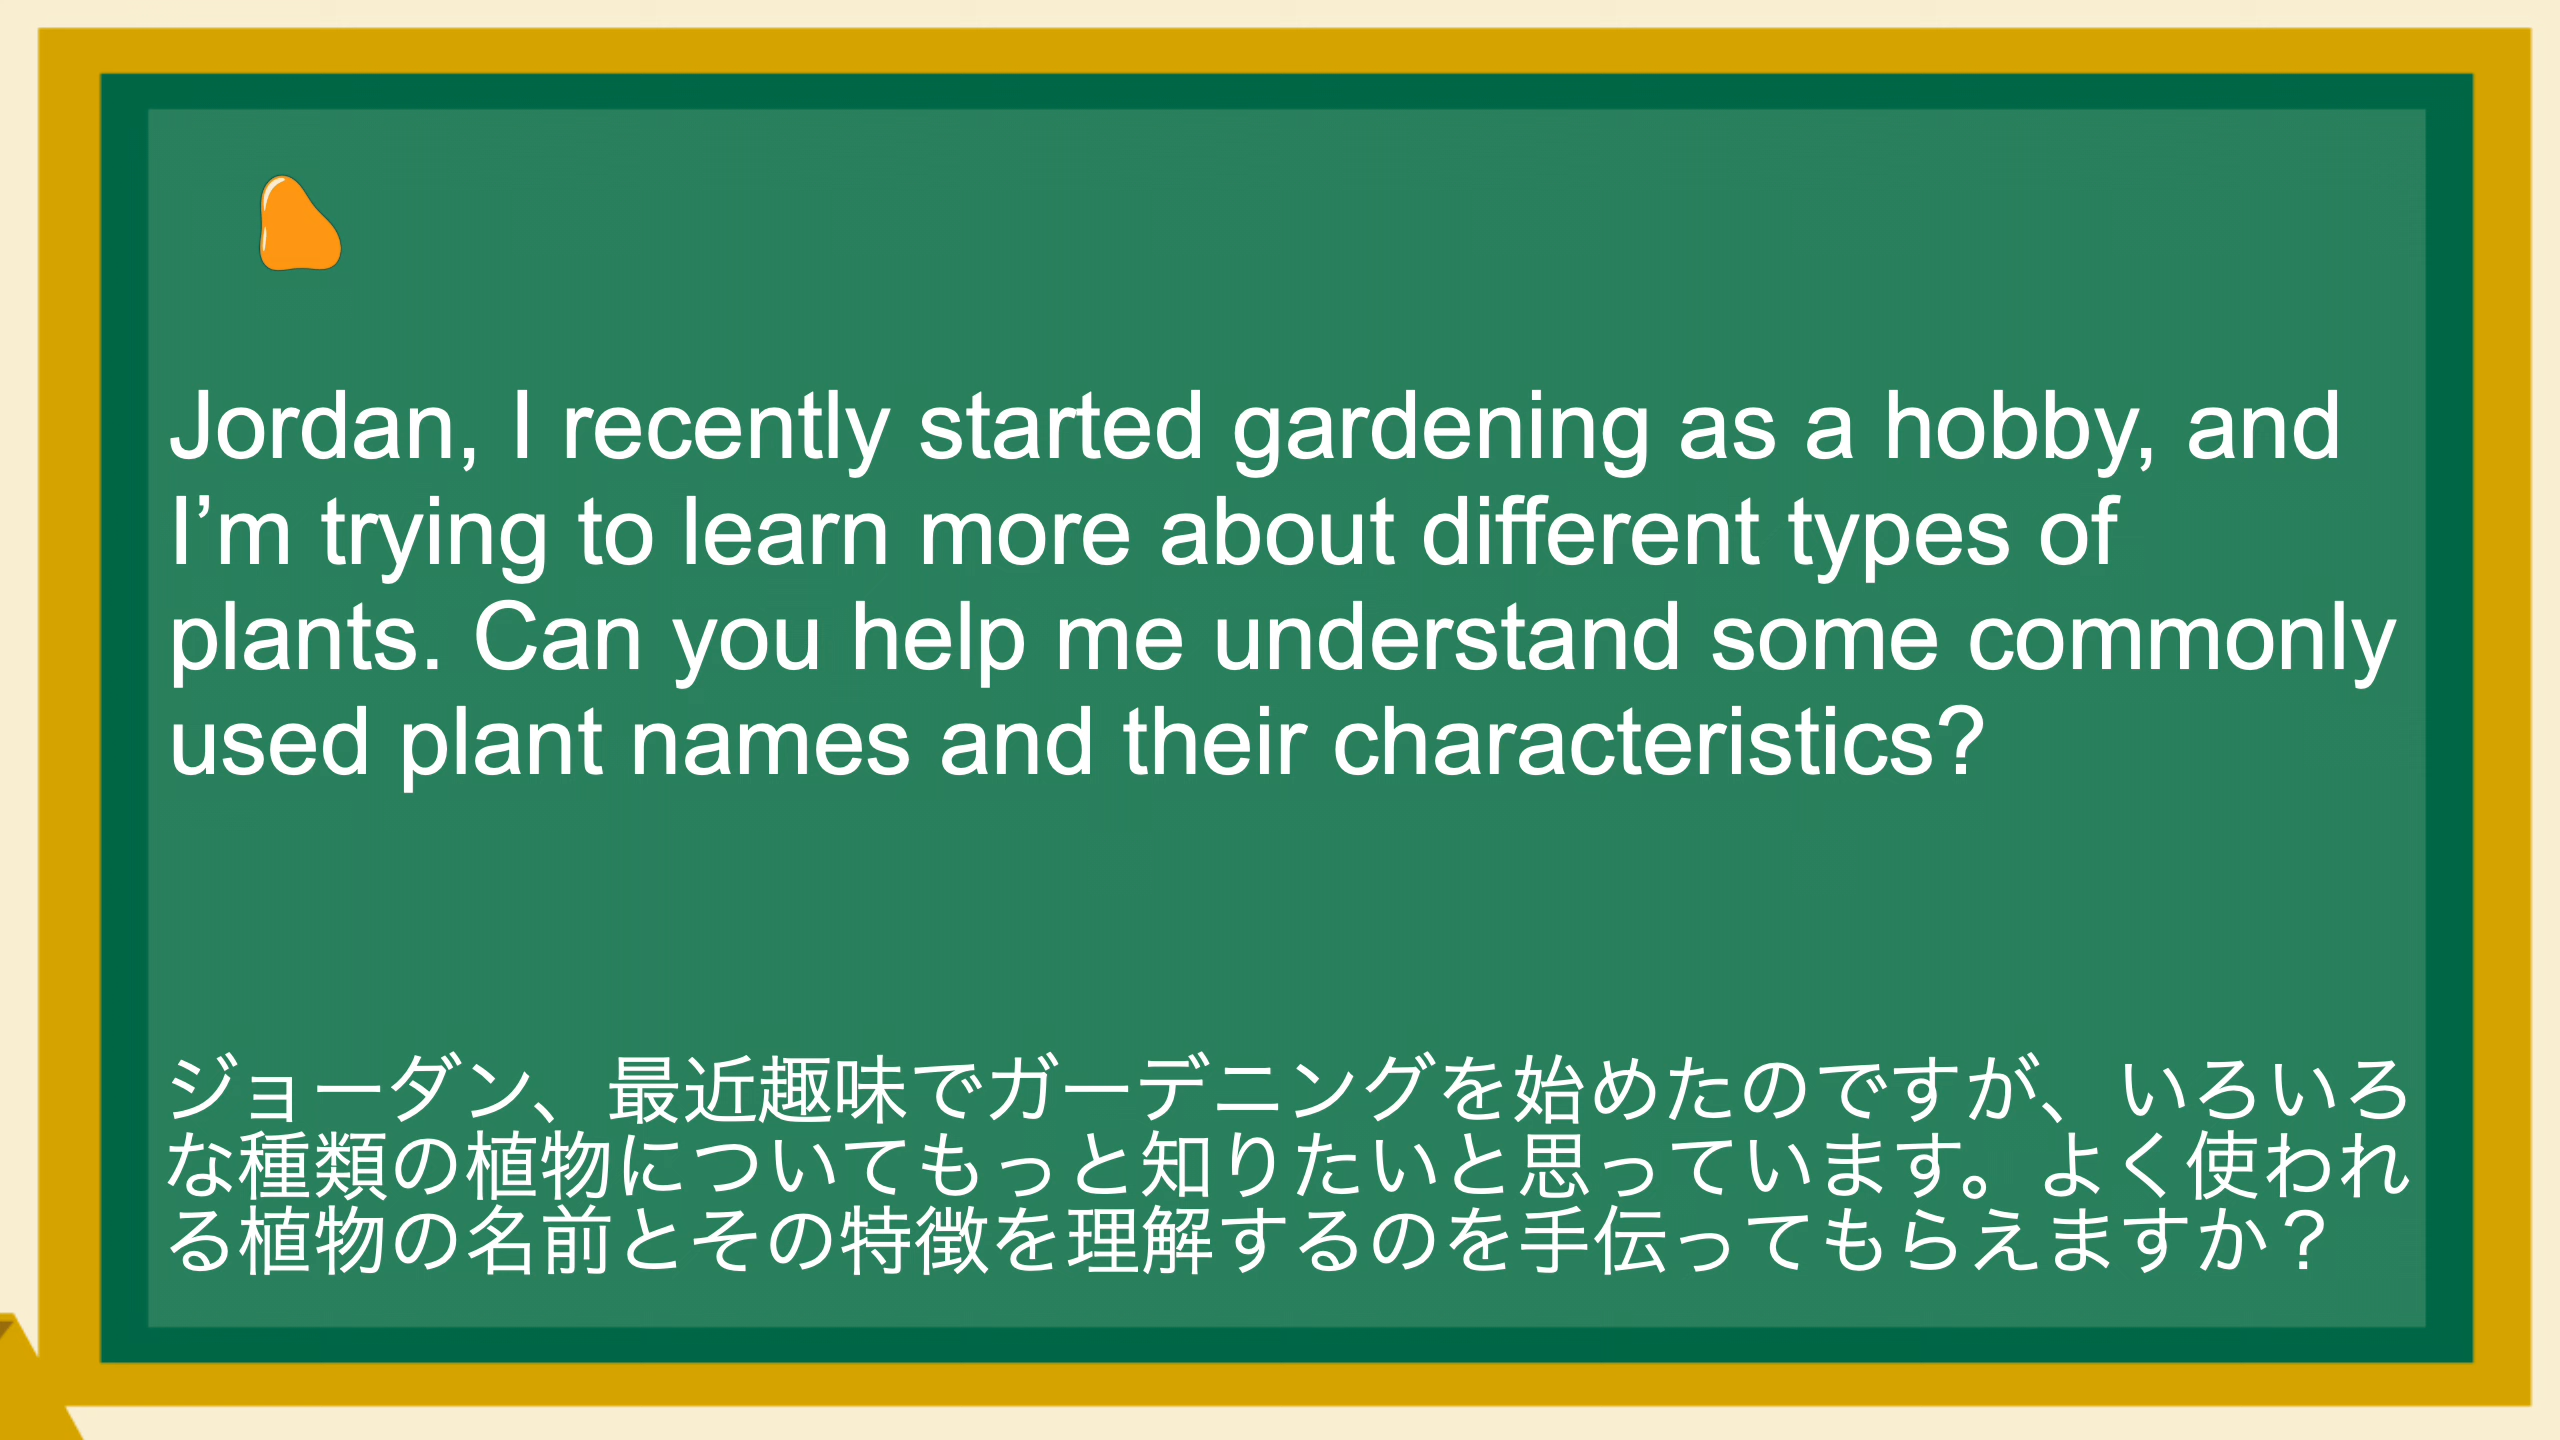 Jordan, I recently started gardening as a hobby, and
I’m trying to learn more about different types of
plants. Can you help me understand some commonly
used plant names and their characteristics?
ジョーダン、最近趣味でガーデニングを始めたのですが、いろいろ
な種類の植物についてもっと知りたいと思っています。よく使われ
る植物の名前とその特徴を理解するのを手伝ってもらえますか？